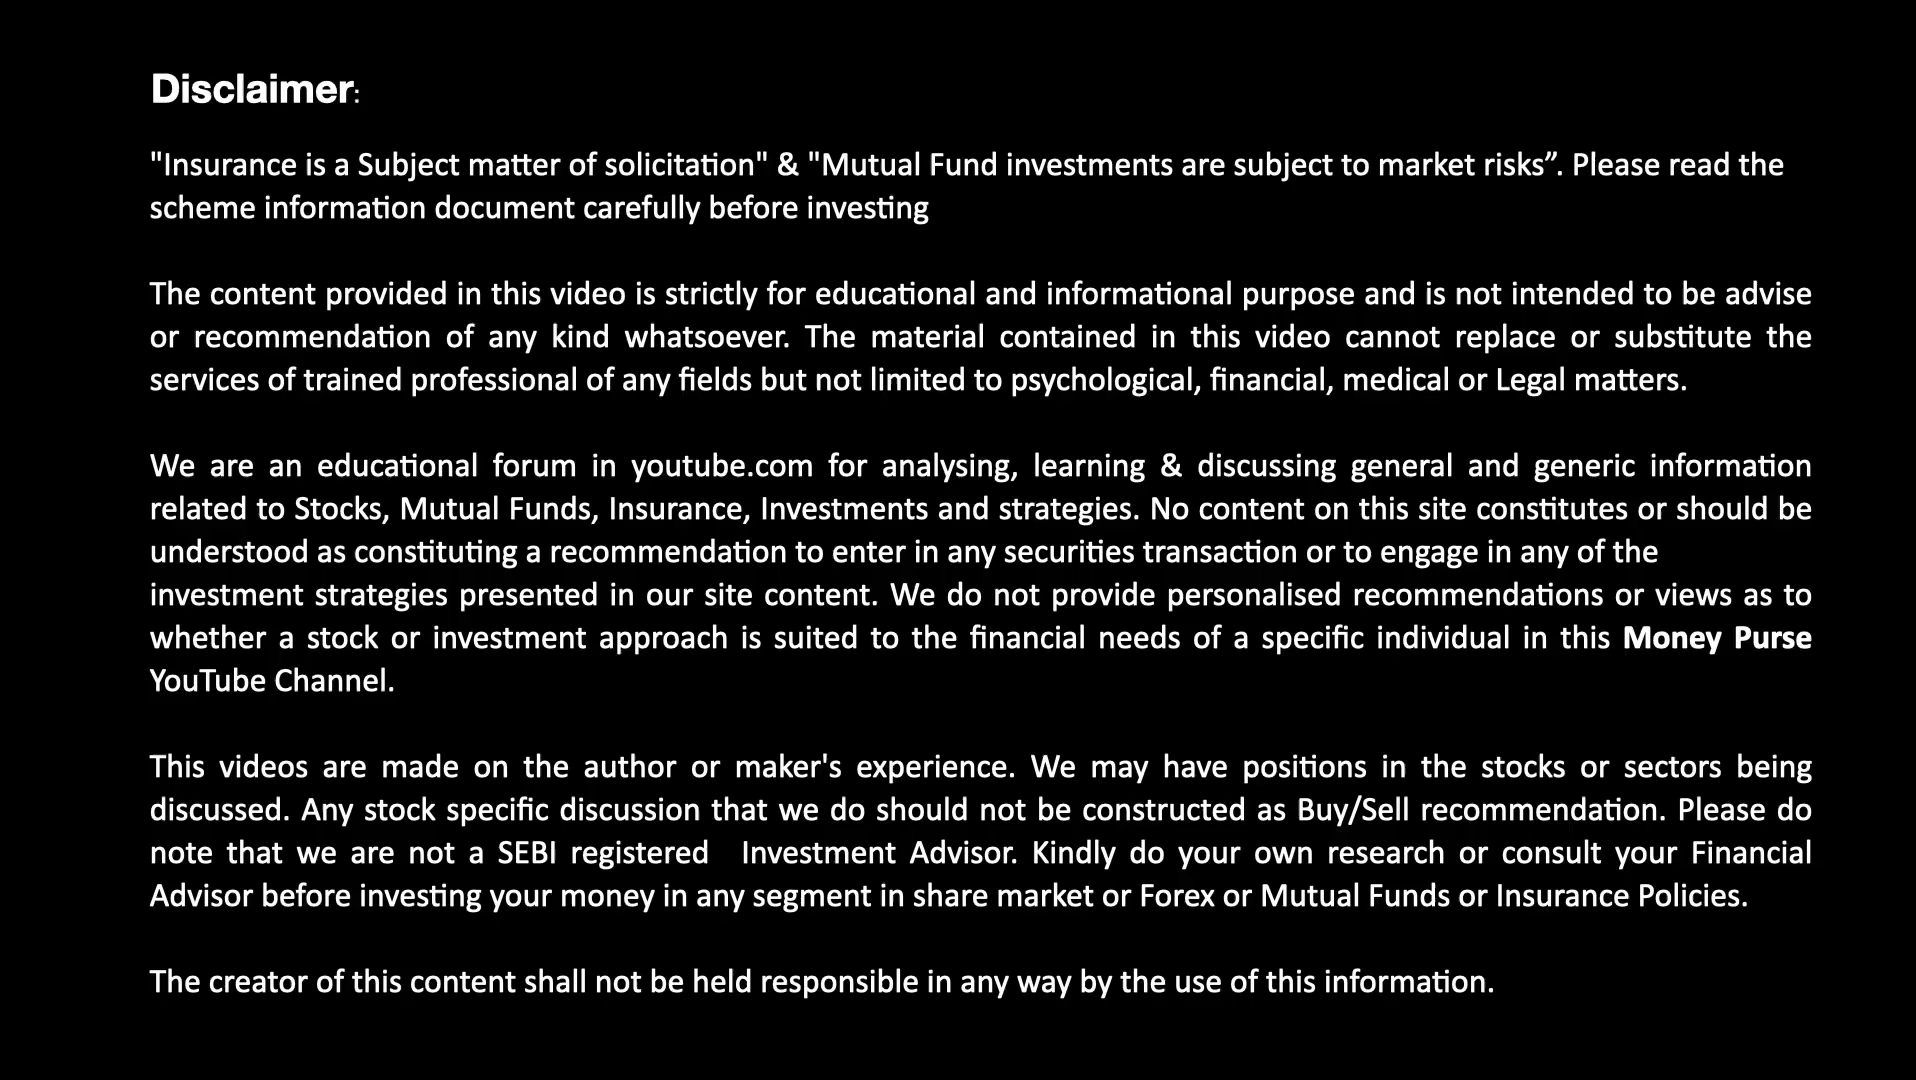 Disclaimer:
"Insurance is a Subject matter of solicitation" & "Mutual Fund investments are subject to market risks”. Please read the
scheme information document carefully before investing
The content provided in this video is strictly for educational and informational purpose and is not intended to be advise
or recommendation of any kind whatsoever. The material contained in this video cannot replace or substitute the
services of trained professional of any fields but not limited to psychological, financial, medical or Legal matters.
We are an educational forum in youtube.com for analysing, learning & discussing general and generic information
related to Stocks, Mutual Funds, Insurance, Investments and strategies. No content on this site constitutes or should be
understood as constituting a recommendation to enter in any securities transaction or to engage in any of the
investment strategies presented in our site content. We do not provide personalised recommendations or views as to
whether a stock or investment approach is suited to the financial needs of a specific individual in this Money Purse
YouTube Channel.
This videos are made on the author or maker's experience. We may have positions in the stocks or sectors being
discussed. Any stock specific discussion that we do should not be constructed as Buy/Sell recommendation. Please do
note that we are not a SEBI registered Investment Advisor. Kindly do your own research or consult your Financial
Advisor before investing your money in any segment in share market or Forex or Mutual Funds or Insurance Policies.
The creator of this content shall not be held responsible in any way by the use of this information.